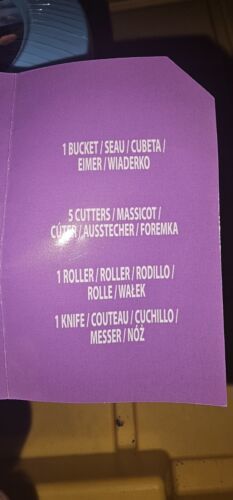 1 BUCKET / SEAU / CUBETA /
EIMER / WIADERKO
5 CUTTERS / MASSICOT /
CÚTER / AUSSTECHER / FOREMKA
1 ROLLER / ROLLER / RODILLO /
ROLLE / WAŁEK
1 KNIFE / COUTEAU / CUCHILLO /
MESSER / NÓŻ